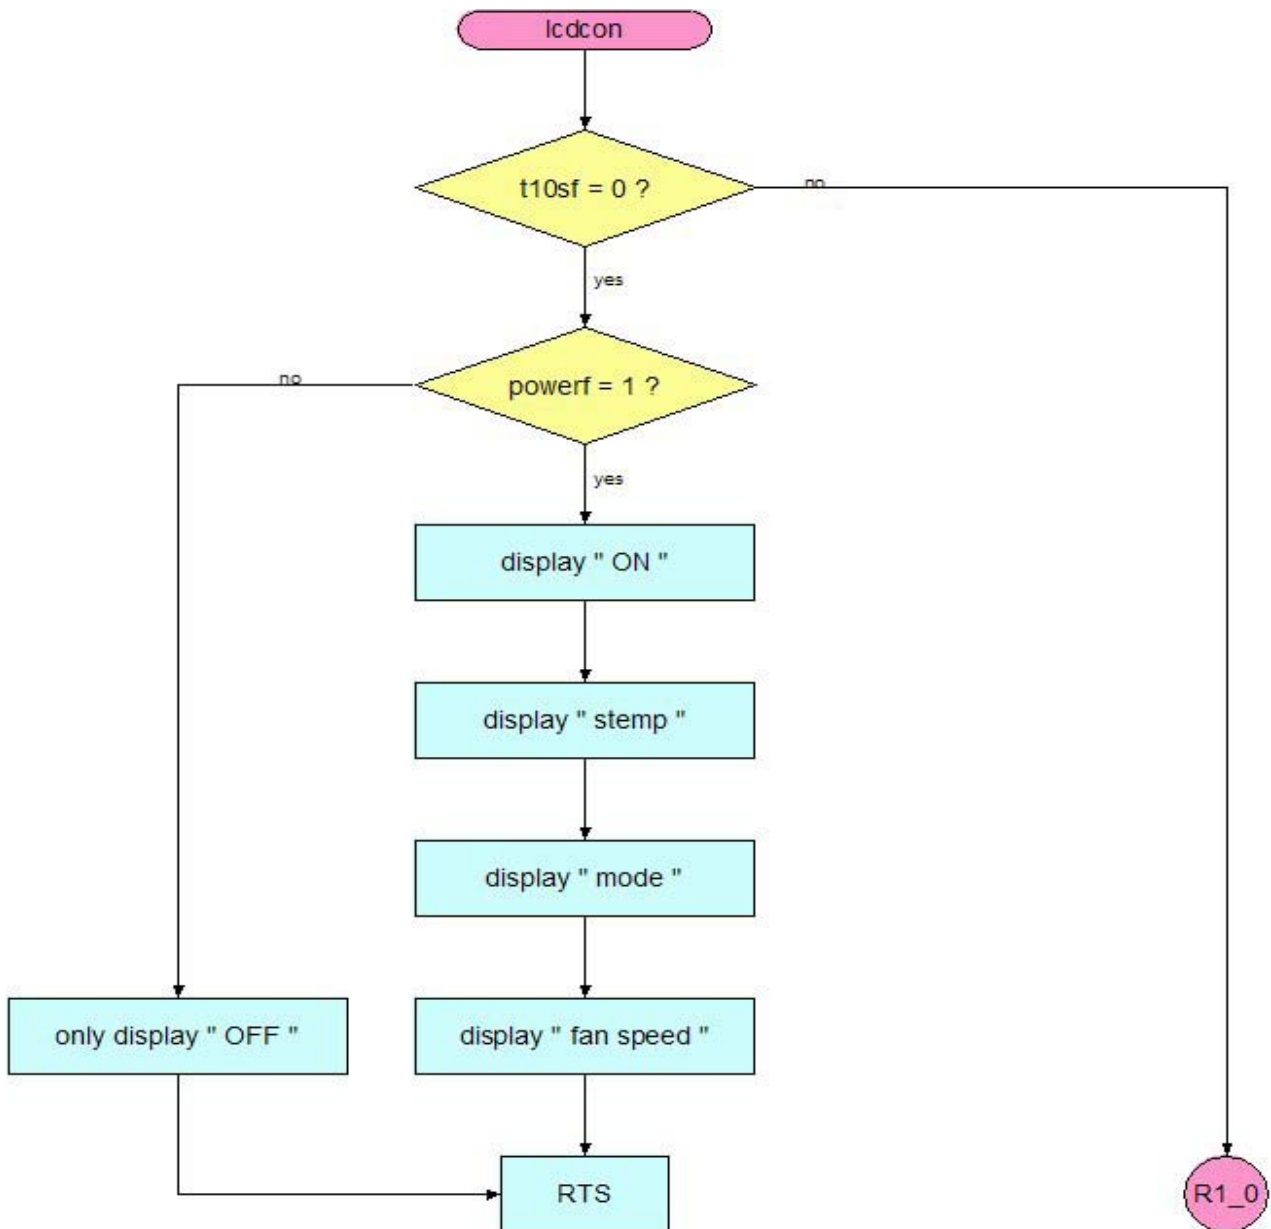 lcdcon
t10sf = 0 ?
no
yes
powerf = 1 ?
no
yes
display " ON "
display " stemp "
display " mode "
only display " OFF "
display " fan speed "
RTS
R1_0